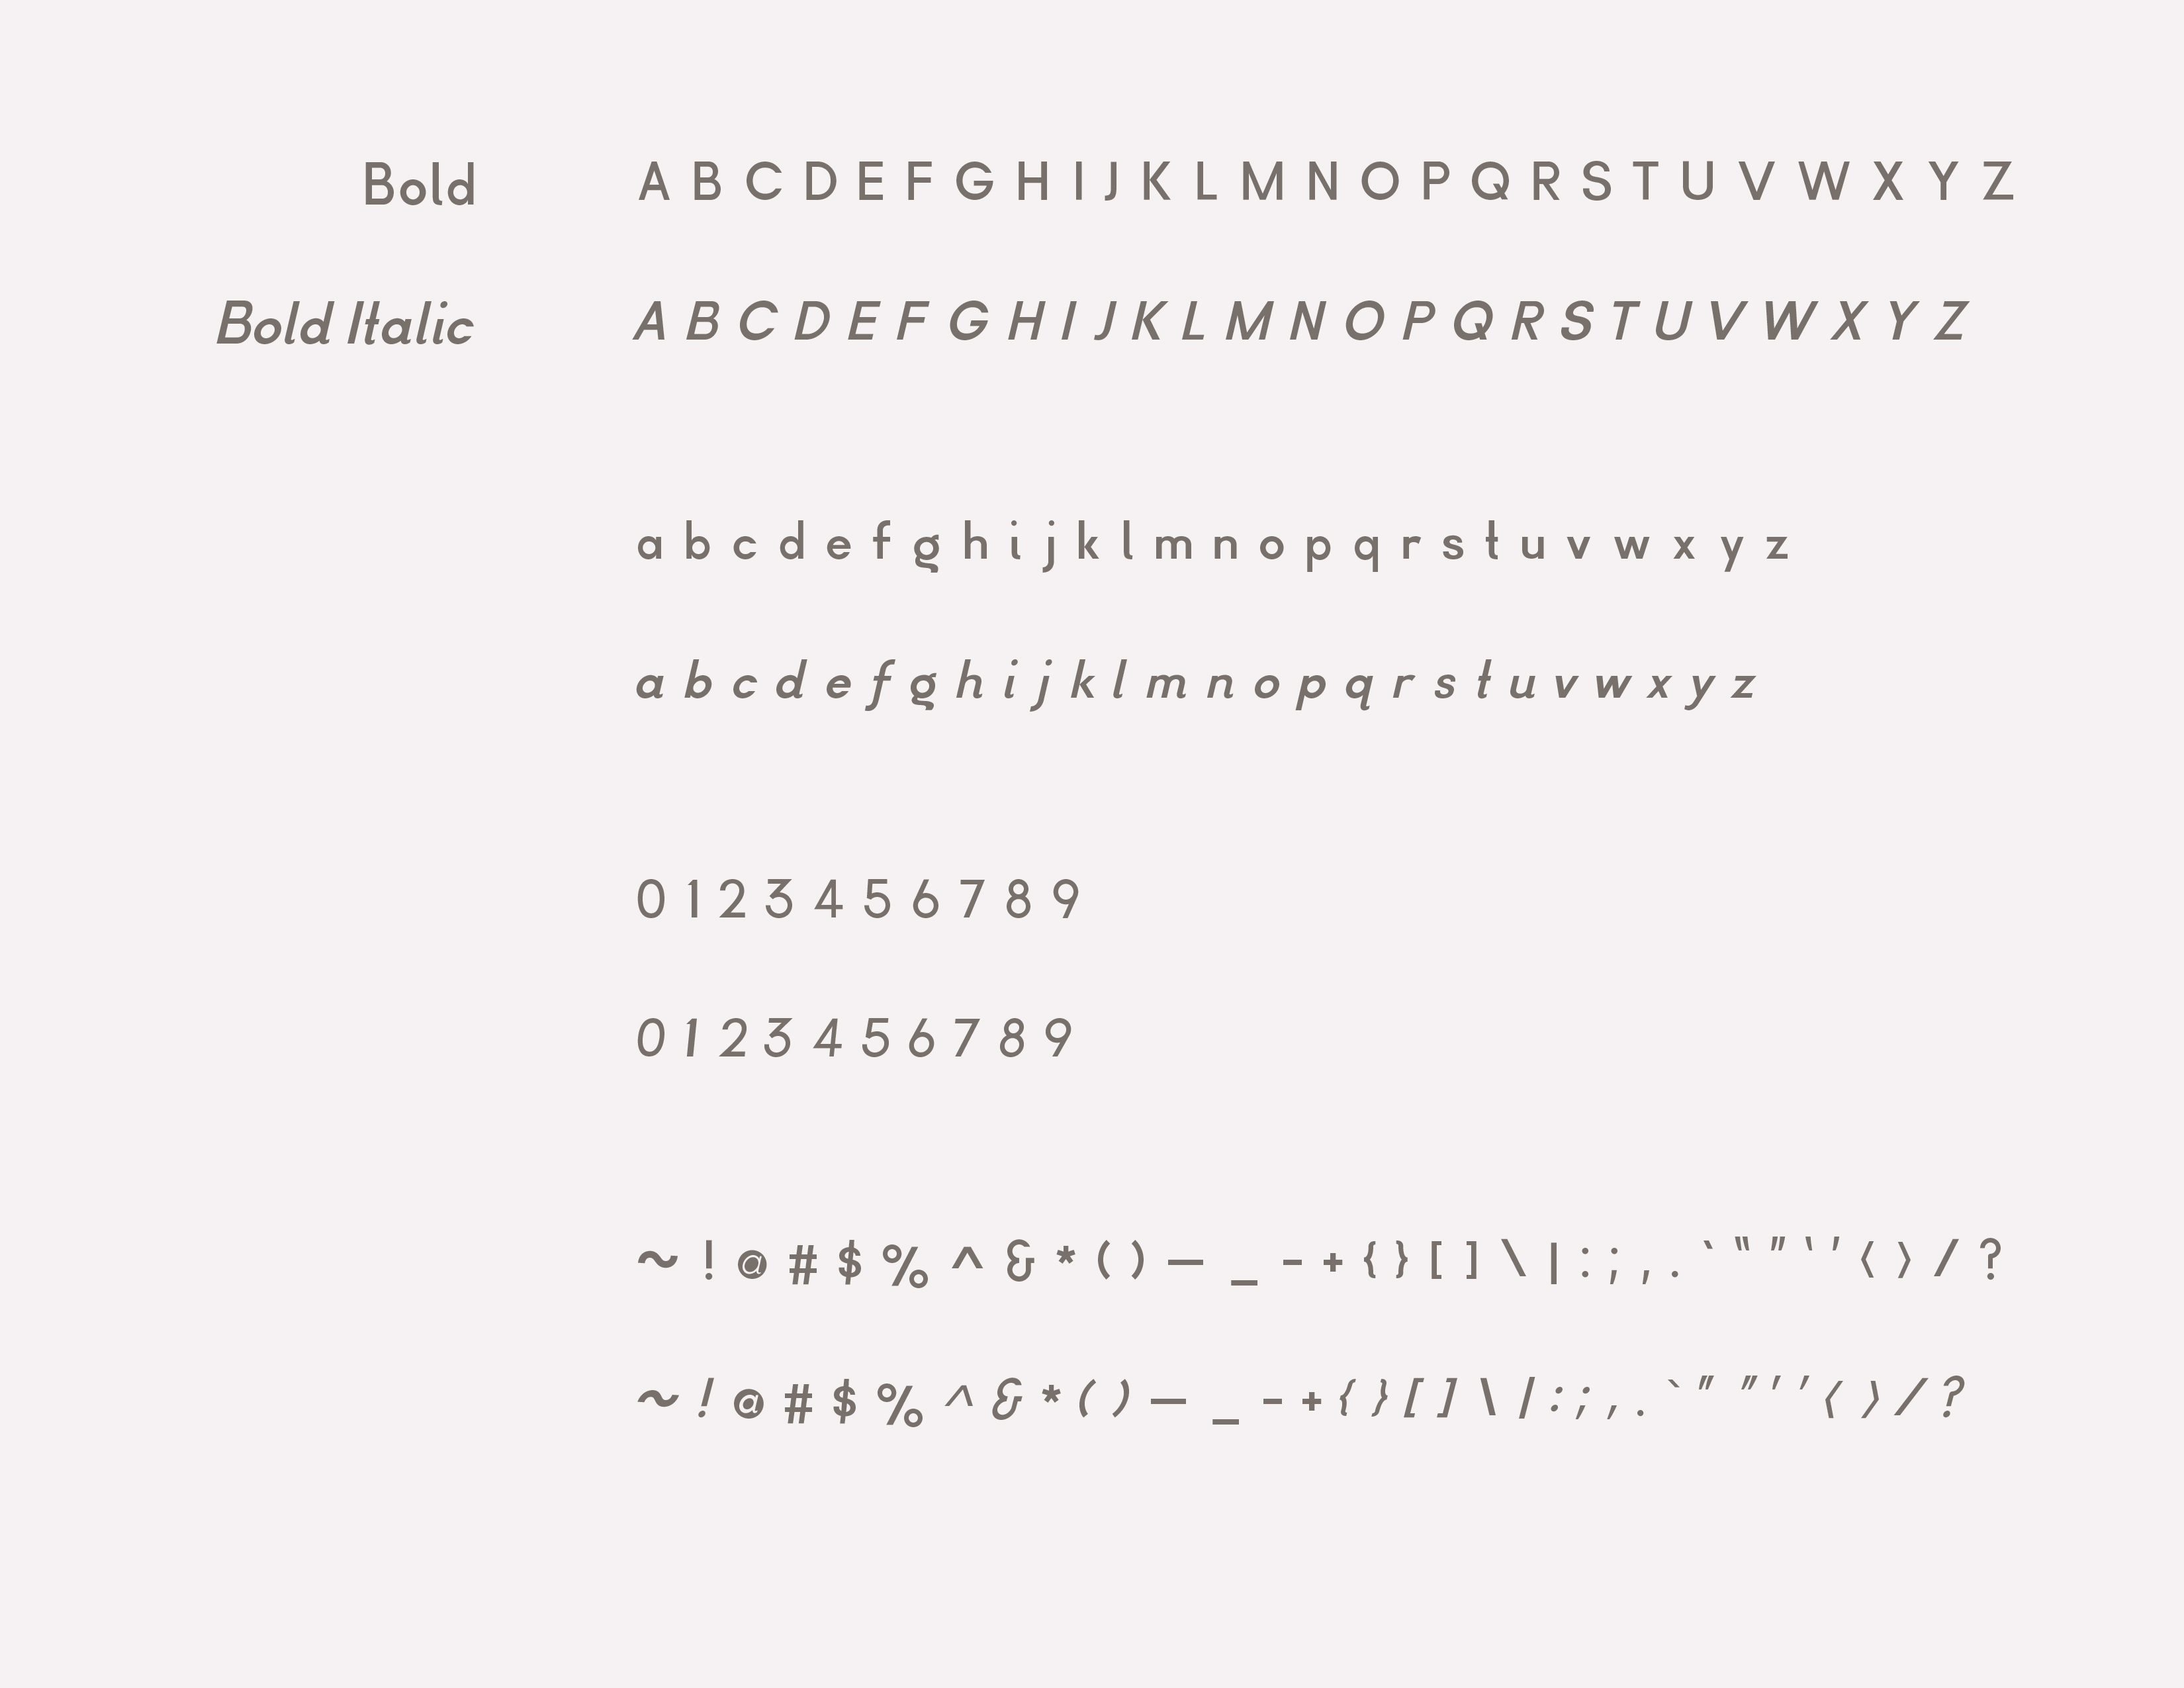 Bold A B C D E F G H I J K L M N O P Q R S T U V W X Y Z
Bold Italic A B C D E F G H I J K L M N O P Q R S T U V W X Y Z
a b c d e f g h i j k l m n o p q r s t u v w x y z
a b c d e f g h i j k l m n o p q r s t u v w x y z
0 1 2 3 4 5 6 7 8 9
0 1 2 3 4 5 6 7 8 9
~ ! @ # $ % ^ & * ( ) — _ - + { } [ ] \ | : ; , . ` “ ” ‘ ’ ⟨ ⟩ / ?
~ ! @ # $ % ^ & * ( ) — _ - + { } [ ] \ | : ; , . ` “ ” ‘ ’ ⟨ ⟩ / ?